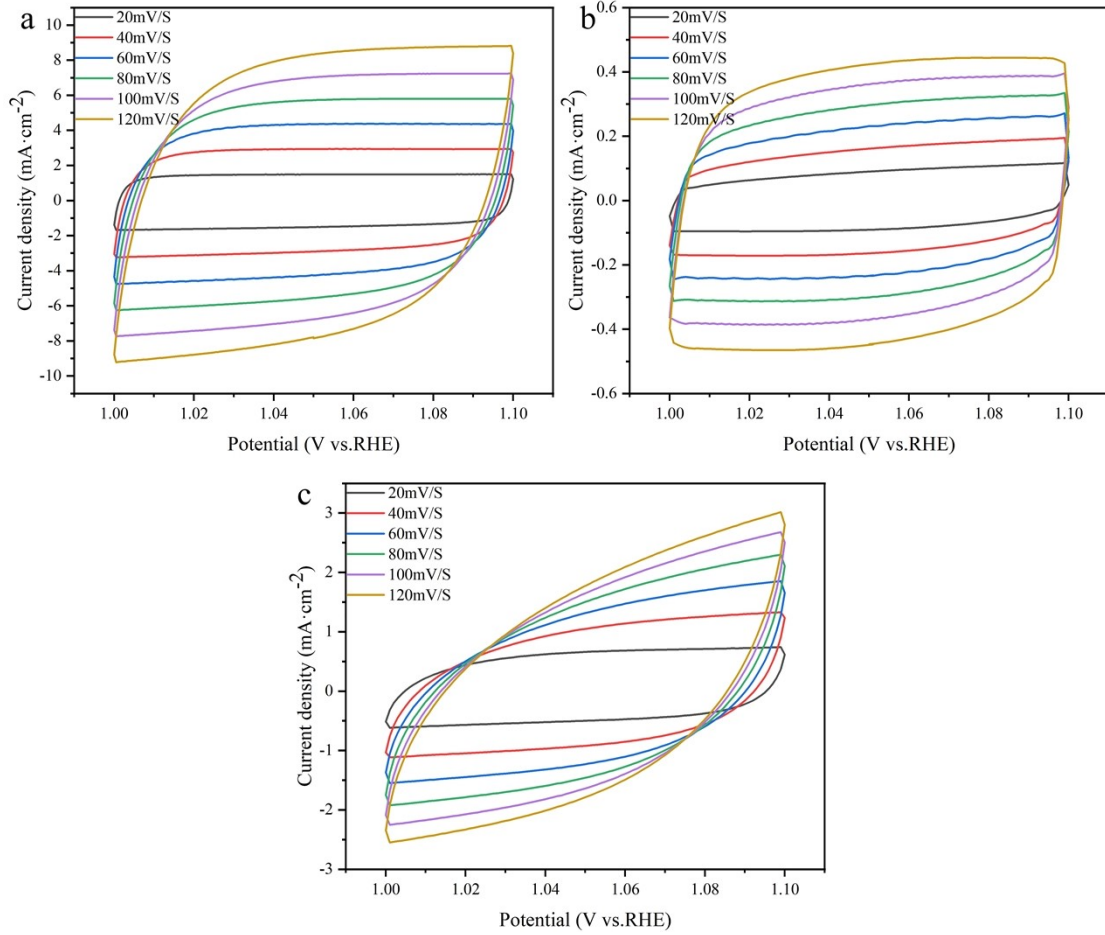 a
20mV/S
40mV/S
60mV/S
80mV/S
100mV/S
120mV/S
10
8
6
4
2
0
-2
-4
-6
-8
-10
Current density (mA·cm-2)
1.00 1.02 1.04 1.06 1.08 1.10
Potential (V vs.RHE)
b
20mV/S
40mV/S
60mV/S
80mV/S
100mV/S
120mV/S
0.6
0.4
0.2
0.0
-0.2
-0.4
-0.6
Current density (mA·cm-2)
1.00 1.02 1.04 1.06 1.08 1.10
Potential (V vs.RHE)
c
20mV/S
40mV/S
60mV/S
80mV/S
100mV/S
120mV/S
3
2
1
0
-1
-2
-3
Current density (mA·cm-2)
1.00 1.02 1.04 1.06 1.08 1.10
Potential (V vs.RHE)